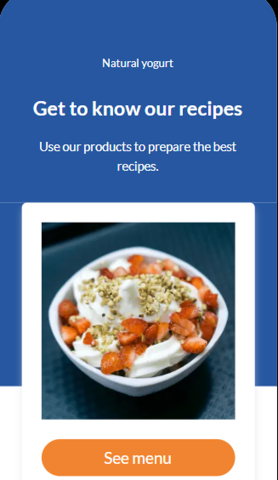 Natural yogurt
Get to know our recipes
Use our products to prepare the best
recipes.
See menu